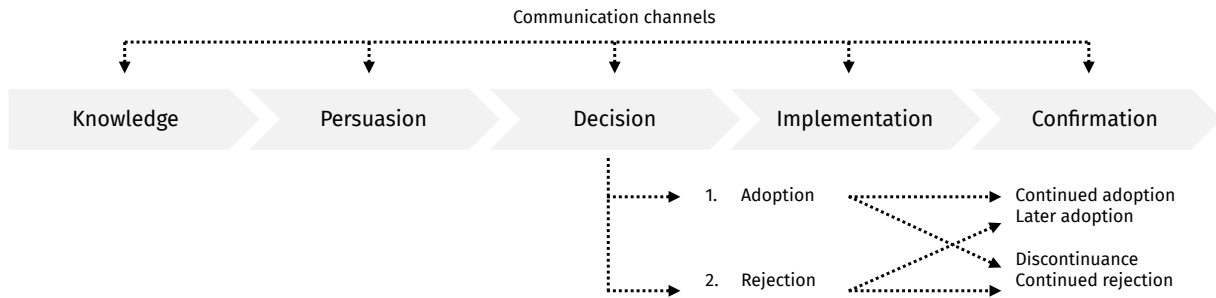 Communication channels
Knowledge
Persuasion
Decision
Implementation
Confirmation
1. Adoption
Continued adoption
Later adoption
Discontinuance
2. Rejection
Continued rejection